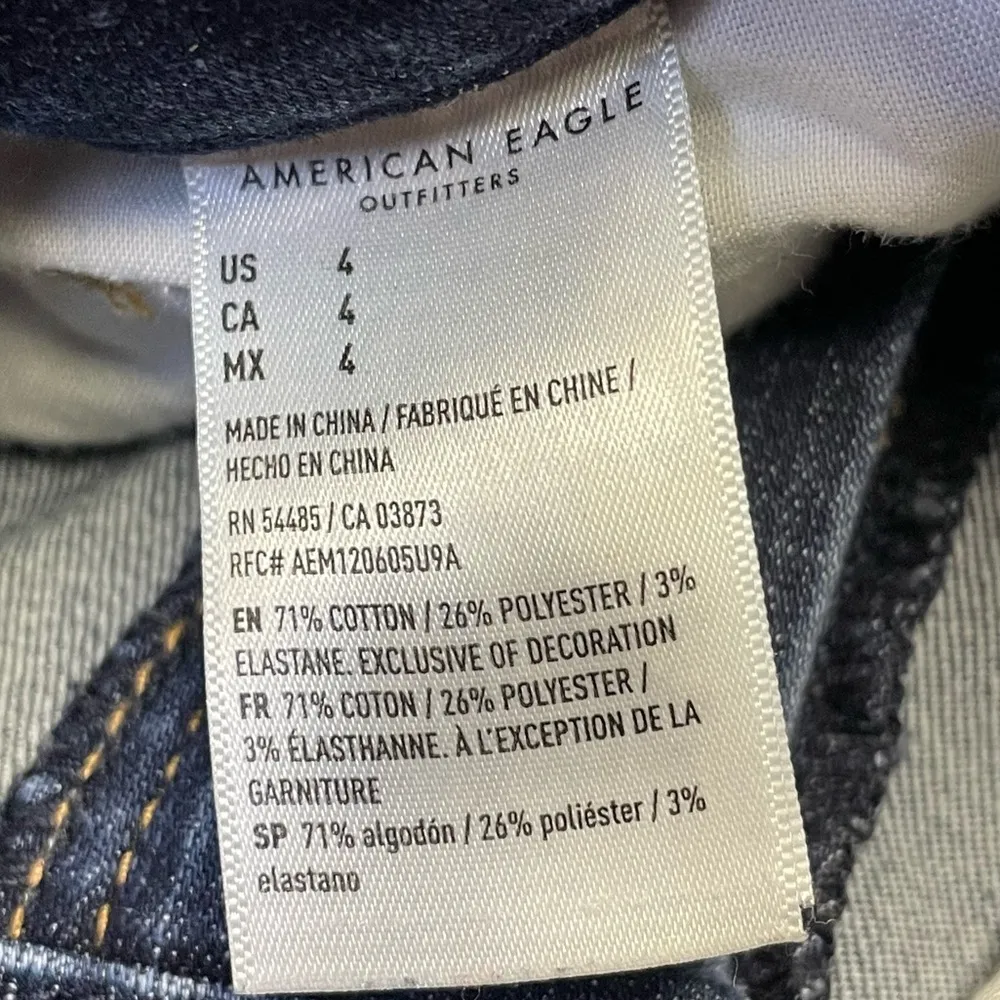 AMERICAN EAGLE
OUTFITTERS
US 4
CA 4
MX 4
MADE IN CHINA / FABRIQUÉ EN CHINE /
HECHO EN CHINA
RN 54485 / CA 03873
RFC# AEM120605U9A
EN 71% COTTON / 26% POLYESTER / 3%
ELASTANE. EXCLUSIVE OF DECORATION
FR 71% COTON / 26% POLYESTER /
3% ÉLASTHANNE. À L'EXCEPTION DE LA
GARNITURE
SP 71% algodón / 26% poliéster / 3%
elastano